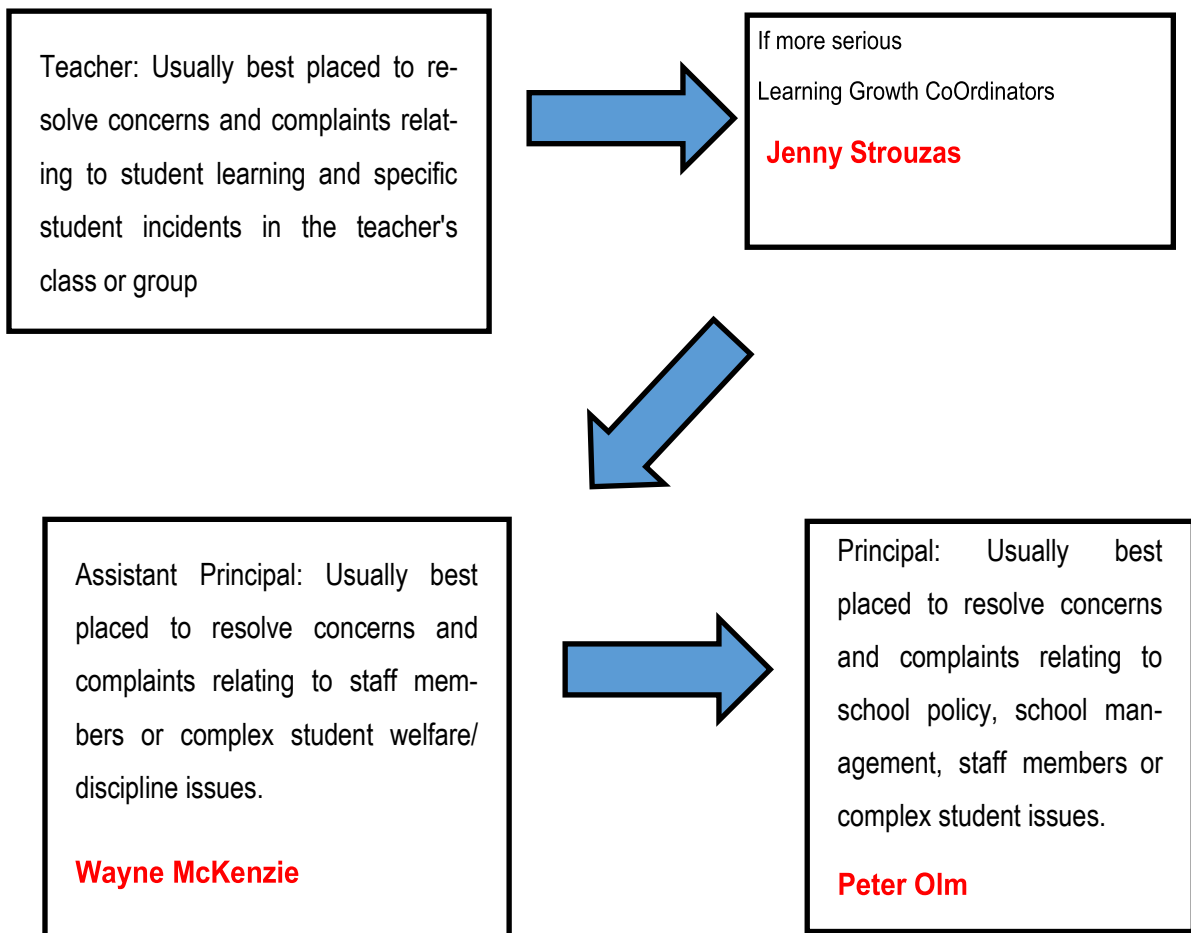 Teacher: Usually best placed to re-
solve concerns and complaints relat-
ing to student learning and specific
student incidents in the teacher's
class or group
If more serious
Learning Growth CoOrdinators
Jenny Strouzas
Assistant Principal: Usually best
placed to resolve concerns and
complaints relating to staff mem-
bers or complex student welfare/
discipline issues.
Wayne McKenzie
Principal: Usually best
placed to resolve concerns
and complaints relating to
school policy, school man-
agement, staff members or
complex student issues.
Peter Olm